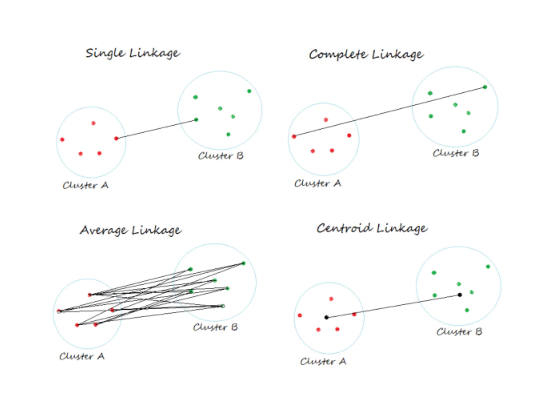 Single Linkage
Complete Linkage
Cluster B
Cluster A
Cluster B
Cluster A
Average Linkage
Centroid Linkage
Cluster B
Cluster A
Cluster B
Cluster A